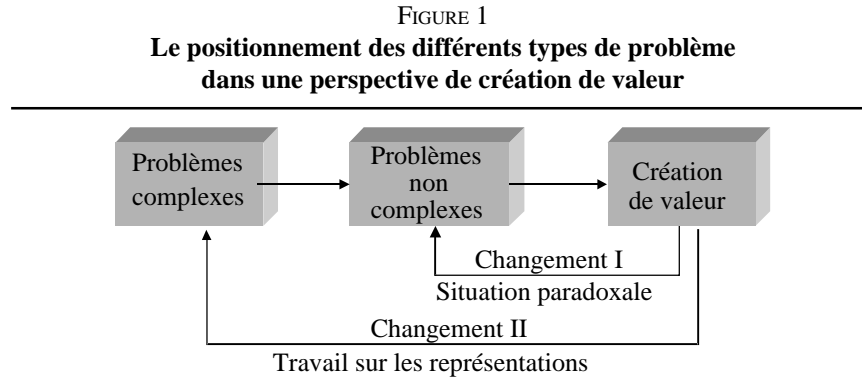 FIGURE 1
Le positionnement des différents types de problème
dans une perspective de création de valeur
Problèmes
complexes
Problèmes
non
complexes
Création
de valeur
Changement I
Situation paradoxale
Changement II
Travail sur les représentations